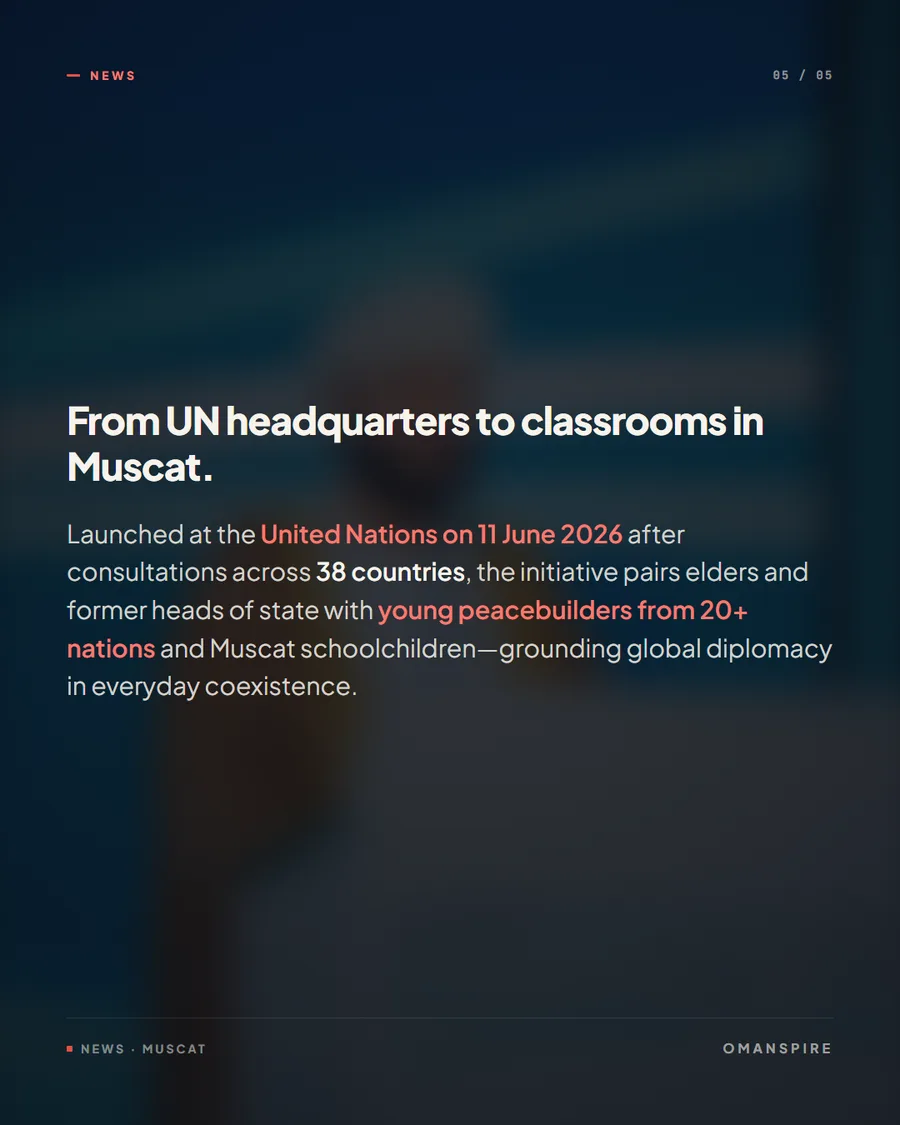 — NEWS
05 / 05
From UN headquarters to classrooms in
Muscat.
Launched at the United Nations on 11 June 2026 after
consultations across 38 countries, the initiative pairs elders and
former heads of state with young peacebuilders from 20+
nations and Muscat schoolchildren—grounding global diplomacy
in everyday coexistence.
NEWS · MUSCAT
OMANSPIRE